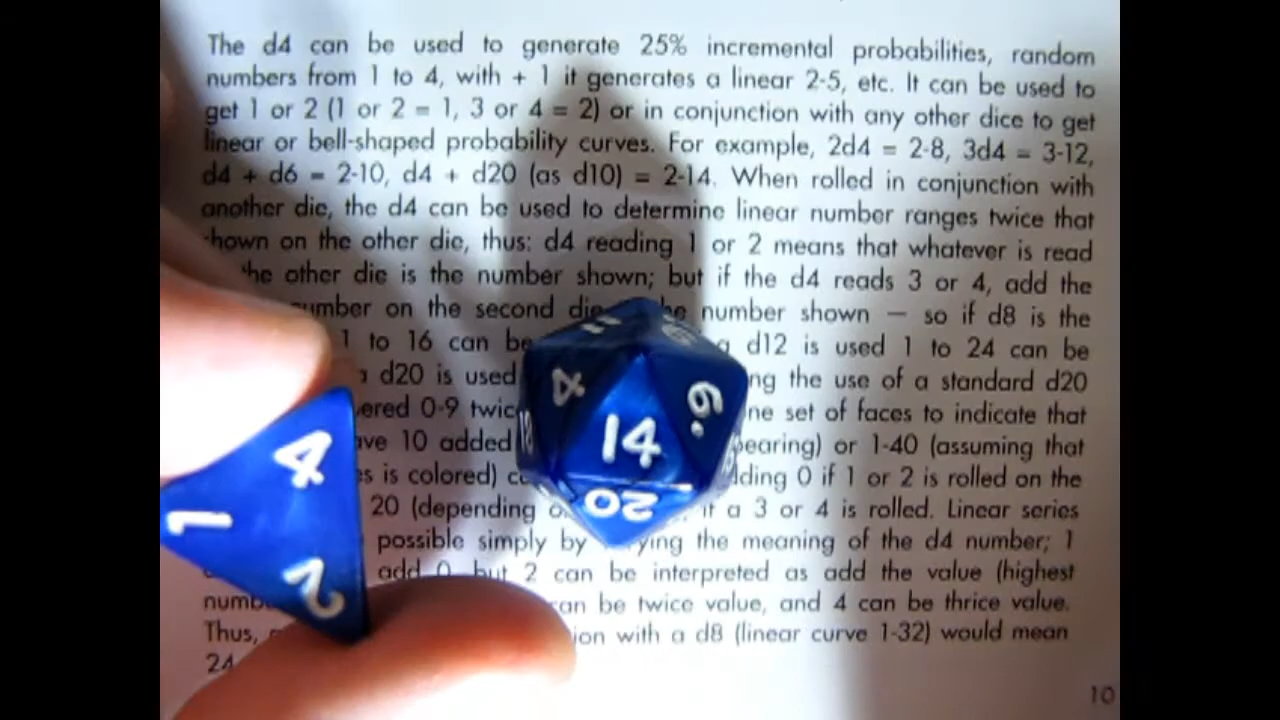 The d4 can be used to generate 25% incremental probabilities, random
numbers from 1 to 4, with + 1 it generates a linear 2-5, etc. It can be used to
get 1 or 2 (1 or 2 = 1, 3 or 4 = 2) or in conjunction with any other dice to get
linear or bell-shaped probability curves. For example, 2d4 = 2-8, 3d4 = 3-12,
d4 + d6 = 2-10, d4 + d20 (as d10) = 2-14. When rolled in conjunction with
another die, the d4 can be used to determine linear number ranges twice that
shown on the other die, thus: d4 reading 1 or 2 means that whatever is read
the other die is the number shown; but if the d4 reads 3 or 4, add the
number on the second die number shown — so if d8 is the
1 to 16 can be d12 is used 1 to 24 can be
d20 is used the use of a standard d20
0-9 set of faces to indicate that
10 added or 1-40 (assuming that
is colored) 0 if 1 or 2 is rolled on the
20 (depending a 3 or 4 is rolled. Linear series
possible simply by the meaning of the d4 number; 1
add 0, but 2 can be interpreted as add the value (highest
can be twice value, and 4 can be thrice value.
Thus, with a d8 (linear curve 1-32) would mean
24
10
4
1
2
11
4
6.
14
20